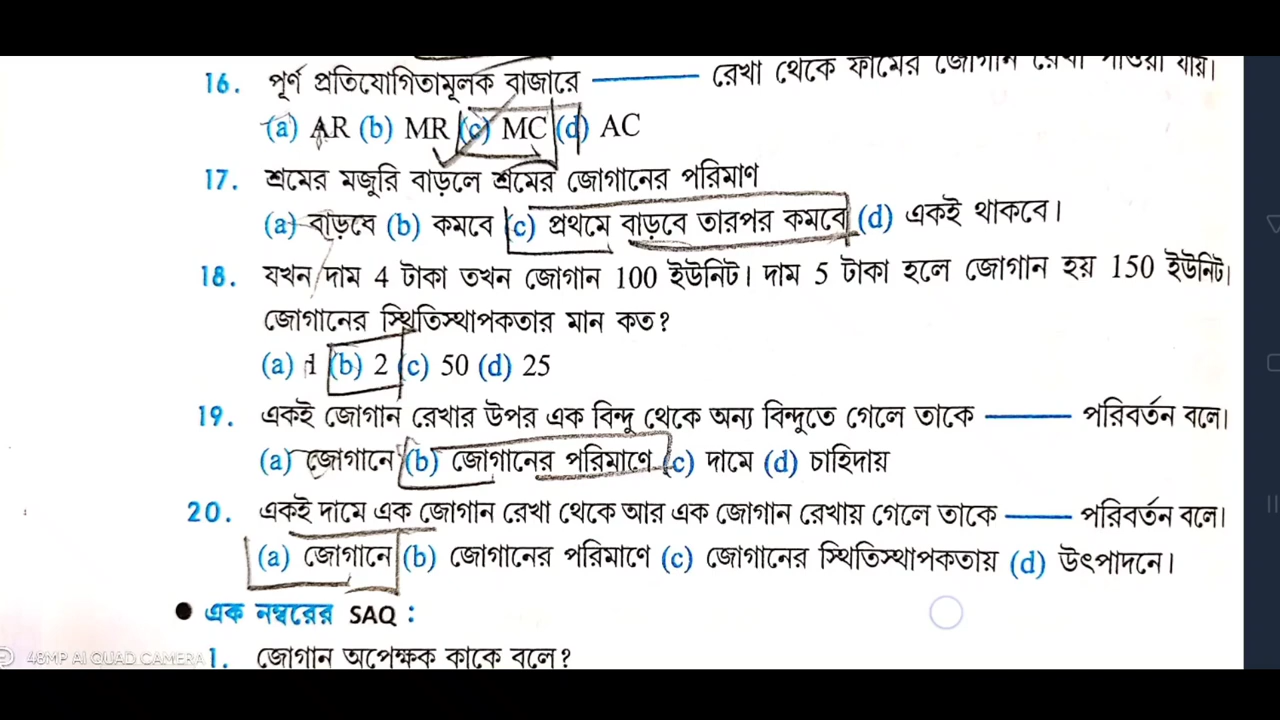 16. পূর্ণ প্রতিযোগিতামূলক বাজারে ______ রেখা থেকে ফার্মের জোগান রেখা পাওয়া যায়।
(a) AR (b) MR (c) MC (d) AC
17. শ্রমের মজুরি বাড়লে শ্রমের জোগানের পরিমাণ
(a) বাড়বে (b) কমবে (c) প্রথমে বাড়বে তারপর কমবে (d) একই থাকবে।
18. যখন দাম 4 টাকা তখন জোগান 100 ইউনিট। দাম 5 টাকা হলে জোগান হয় 150 ইউনিট।
জোগানের স্থিতিস্থাপকতার মান কত?
(a) 1 (b) 2 (c) 50 (d) 25
19. একই জোগান রেখার উপর এক বিন্দু থেকে অন্য বিন্দুতে গেলে তাকে ______ পরিবর্তন বলে।
(a) জোগানে (b) জোগানের পরিমাণে (c) দামে (d) চাহিদায়
20. একই দামে এক জোগান রেখা থেকে আর এক জোগান রেখায় গেলে তাকে ______ পরিবর্তন বলে।
(a) জোগানে (b) জোগানের পরিমাণে (c) জোগানের স্থিতিস্থাপকতায় (d) উৎপাদনে।
● এক নম্বরের SAQ :
1. জোগান অপেক্ষক কাকে বলে?
48MP AI QUAD CAMERA